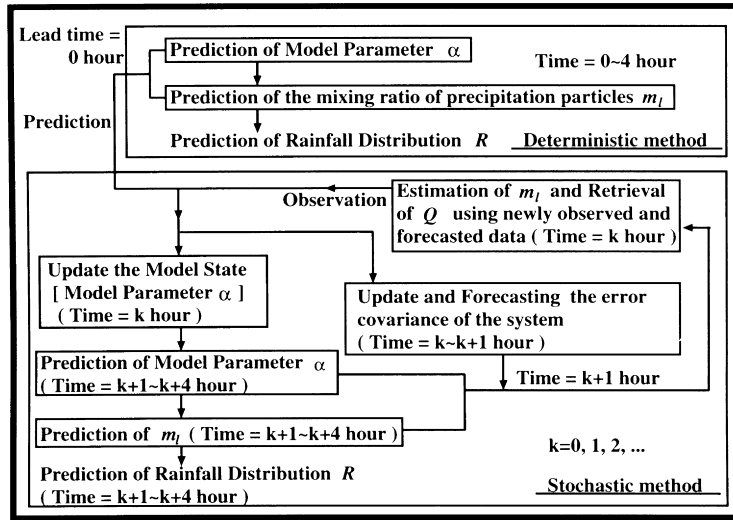 Lead time =
0 hour
Prediction of Model Parameter α
Time = 0~4 hour
Prediction of the mixing ratio of precipitation particles m_l
Prediction
Prediction of Rainfall Distribution R
Deterministic method
Observation
Estimation of m_l and Retrieval
of Q using newly observed and
forecasted data ( Time = k hour )
Update the Model State
[ Model Parameter α ]
( Time = k hour )
Update and Forecasting the error
covariance of the system
( Time = k~k+1 hour )
Prediction of Model Parameter α
( Time = k+1~k+4 hour )
Time = k+1 hour
Prediction of m_l ( Time = k+1~k+4 hour )
k=0, 1, 2, ...
Prediction of Rainfall Distribution R
( Time = k+1~k+4 hour )
Stochastic method